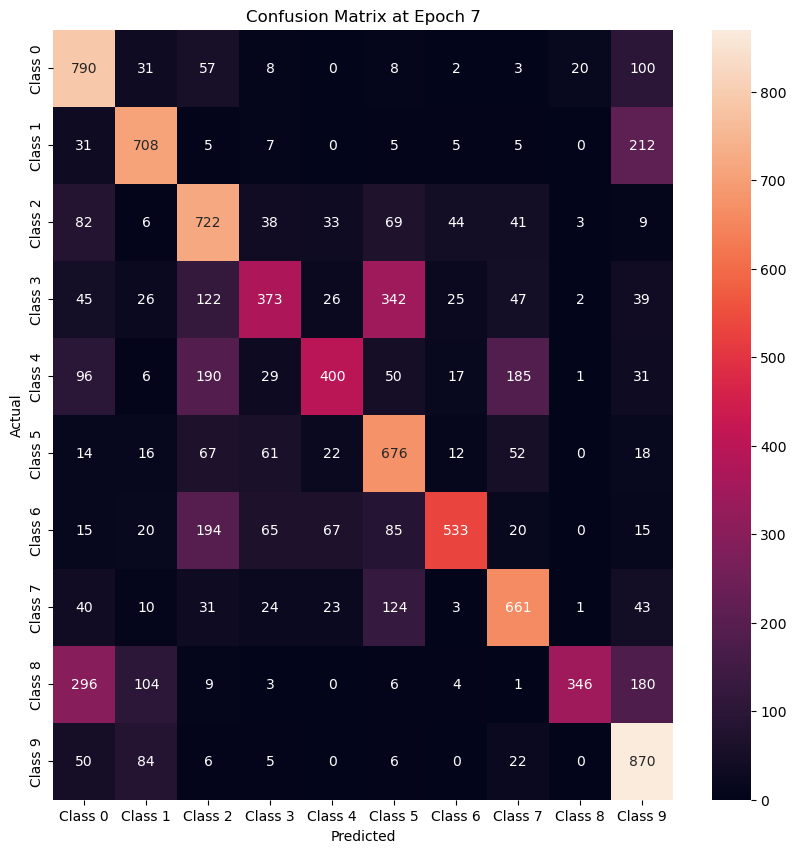 Confusion Matrix at Epoch 7
Class 0 790 31 57 8 0 8 2 3 20 100
Class 1 31 708 5 7 0 5 5 5 0 212
Class 2 82 6 722 38 33 69 44 41 3 9
Class 3 45 26 122 373 26 342 25 47 2 39
Class 4 96 6 190 29 400 50 17 185 1 31
Class 5 14 16 67 61 22 676 12 52 0 18
Class 6 15 20 194 65 67 85 533 20 0 15
Class 7 40 10 31 24 23 124 3 661 1 43
Class 8 296 104 9 3 0 6 4 1 346 180
Class 9 50 84 6 5 0 6 0 22 0 870
Class 0 Class 1 Class 2 Class 3 Class 4 Class 5 Class 6 Class 7 Class 8 Class 9
Predicted
Actual
800
700
600
500
400
300
200
100
0